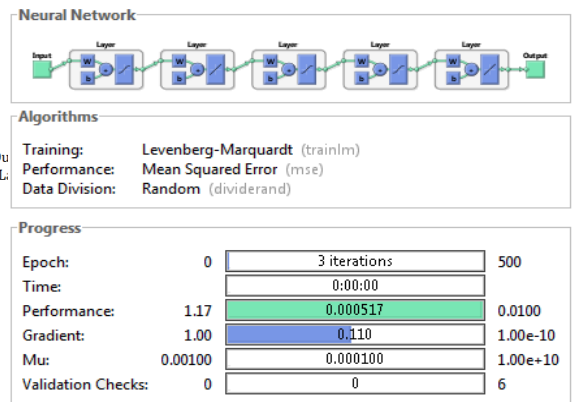 Neural Network
Layer Layer Layer Layer Layer
Input Output
W W W W W
b b b b b
Algorithms
Training: Levenberg-Marquardt (trainlm)
Performance: Mean Squared Error (mse)
Data Division: Random (dividerand)
Progress
Epoch: 0 3 iterations 500
Time: 0:00:00
Performance: 1.17 0.000517 0.0100
Gradient: 1.00 0.110 1.00e-10
Mu: 0.00100 0.000100 1.00e+10
Validation Checks: 0 0 6